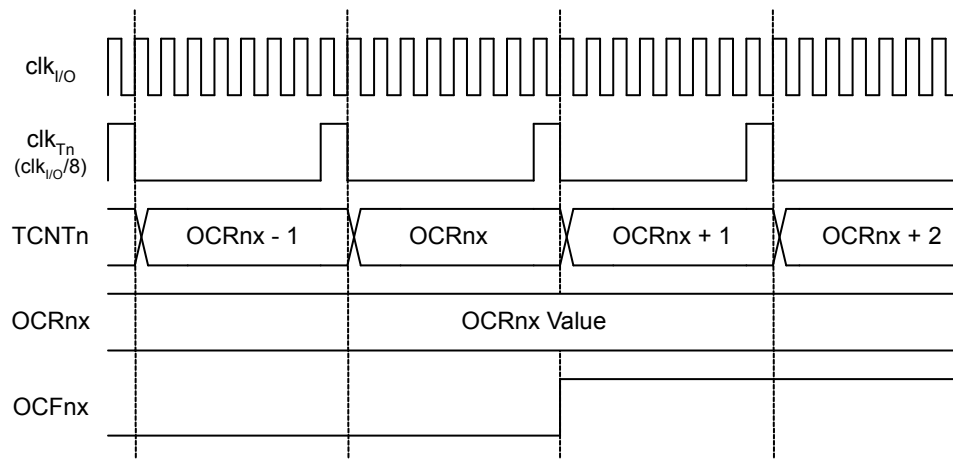 clkI/O
clkTn
(clkI/O/8)
TCNTn
OCRnx - 1
OCRnx
OCRnx + 1
OCRnx + 2
OCRnx
OCRnx Value
OCFnx